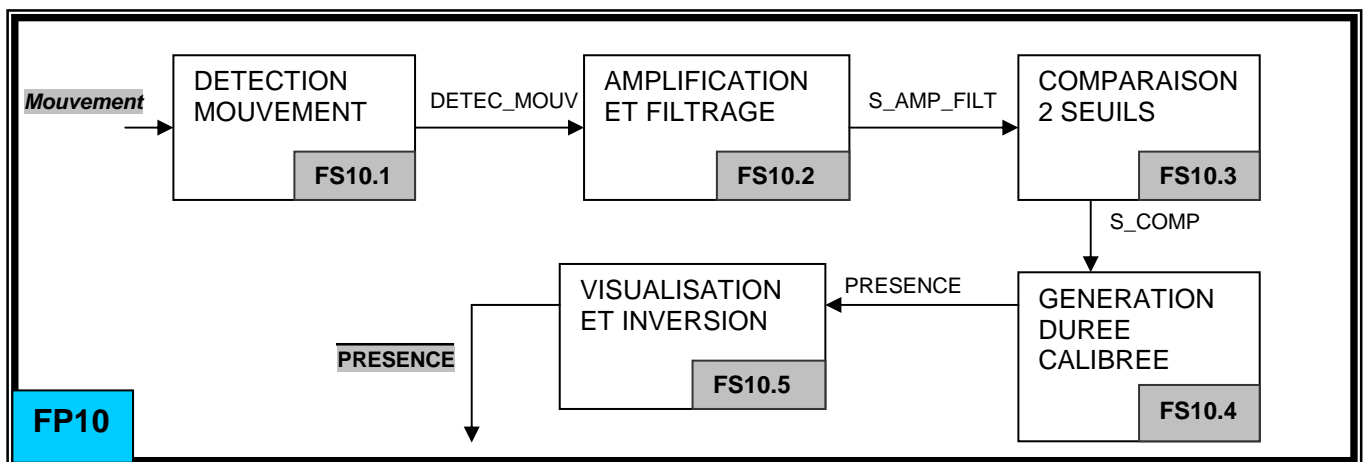 DETECTION
MOUVEMENT
Mouvement
FS10.1
DETEC_MOUV
AMPLIFICATION
ET FILTRAGE
FS10.2
S_AMP_FILT
COMPARAISON
2 SEUILS
FS10.3
S_COMP
GENERATION
DUREE
CALIBREE
FS10.4
PRESENCE
VISUALISATION
ET INVERSION
FS10.5
PRESENCE
FP10